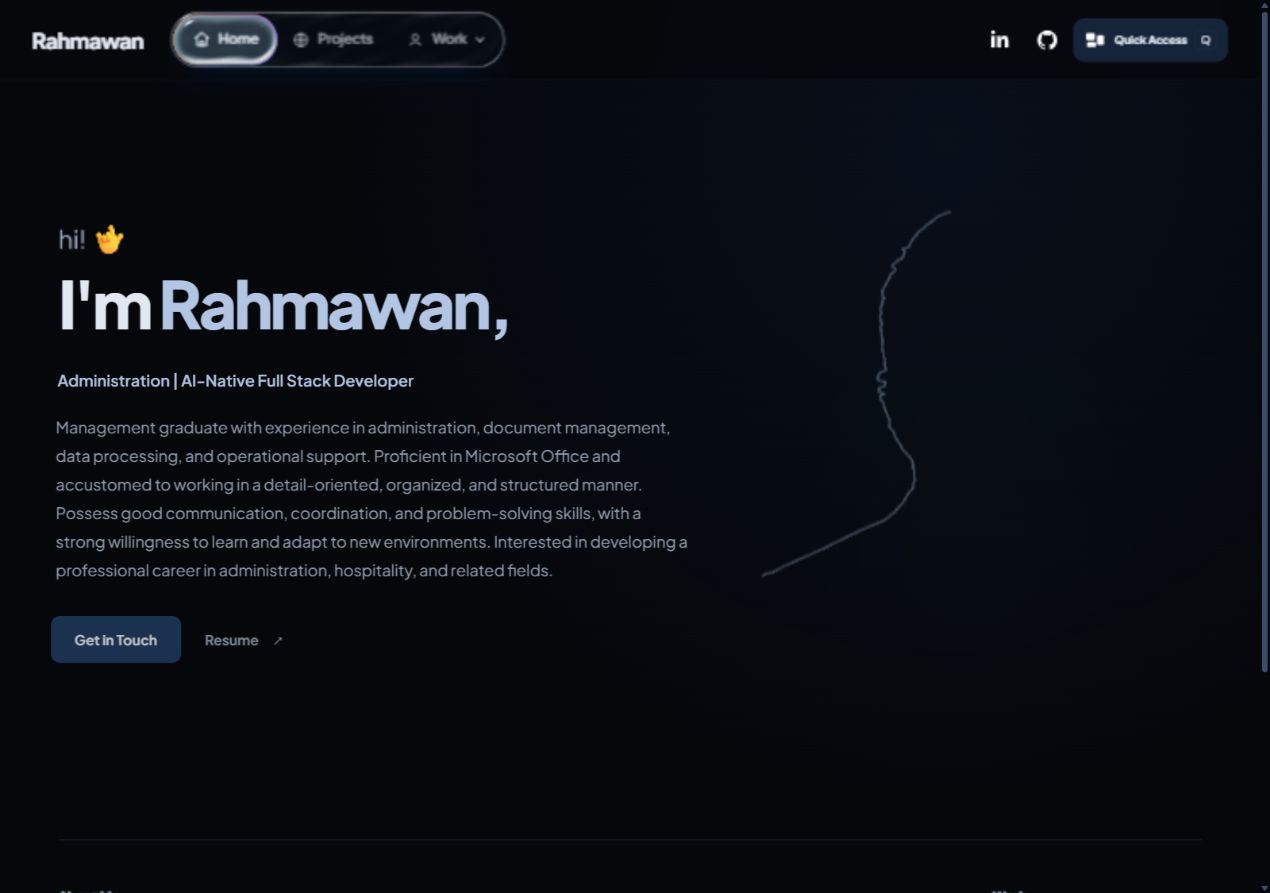 Rahmawan
Home
Projects
Work
in
Quick Access Q
hi!
I'm Rahmawan,
Administration | AI-Native Full Stack Developer
Management graduate with experience in administration, document management,
data processing, and operational support. Proficient in Microsoft Office and
accustomed to working in a detail-oriented, organized, and structured manner.
Possess good communication, coordination, and problem-solving skills, with a
strong willingness to learn and adapt to new environments. Interested in developing a
professional career in administration, hospitality, and related fields.
Get in Touch
Resume ↗